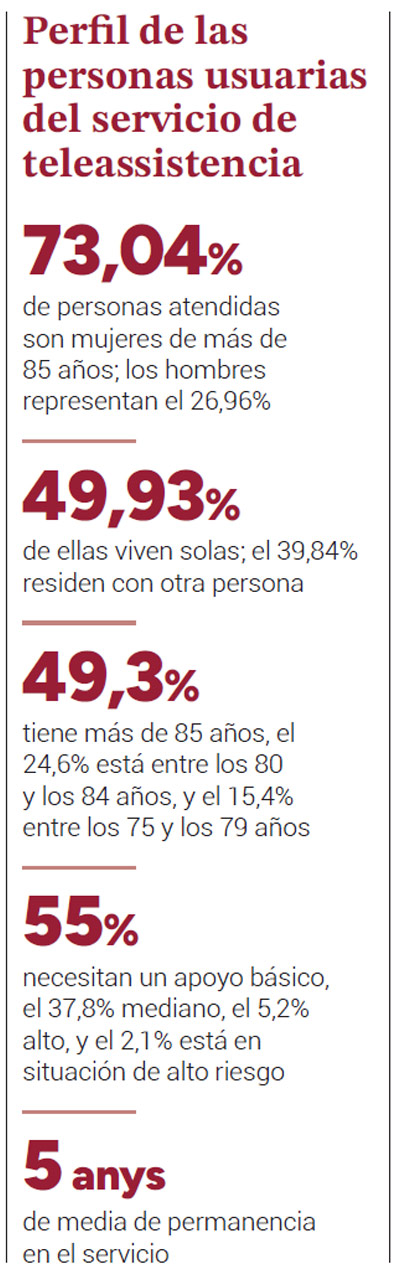 Perfil de las
personas usuarias
del servicio de
teleassistencia
73,04%
de personas atendidas
son mujeres de más de
85 años; los hombres
representan el 26,96%
49,93%
de ellas viven solas; el 39,84%
residen con otra persona
49,3%
tiene más de 85 años, el
24,6% está entre los 80
y los 84 años, y el 15,4%
entre los 75 y los 79 años
55%
necesitan un apoyo básico,
el 37,8% mediano, el 5,2%
alto, y el 2,1% está en
situación de alto riesgo
5 anys
de media de permanencia
en el servicio